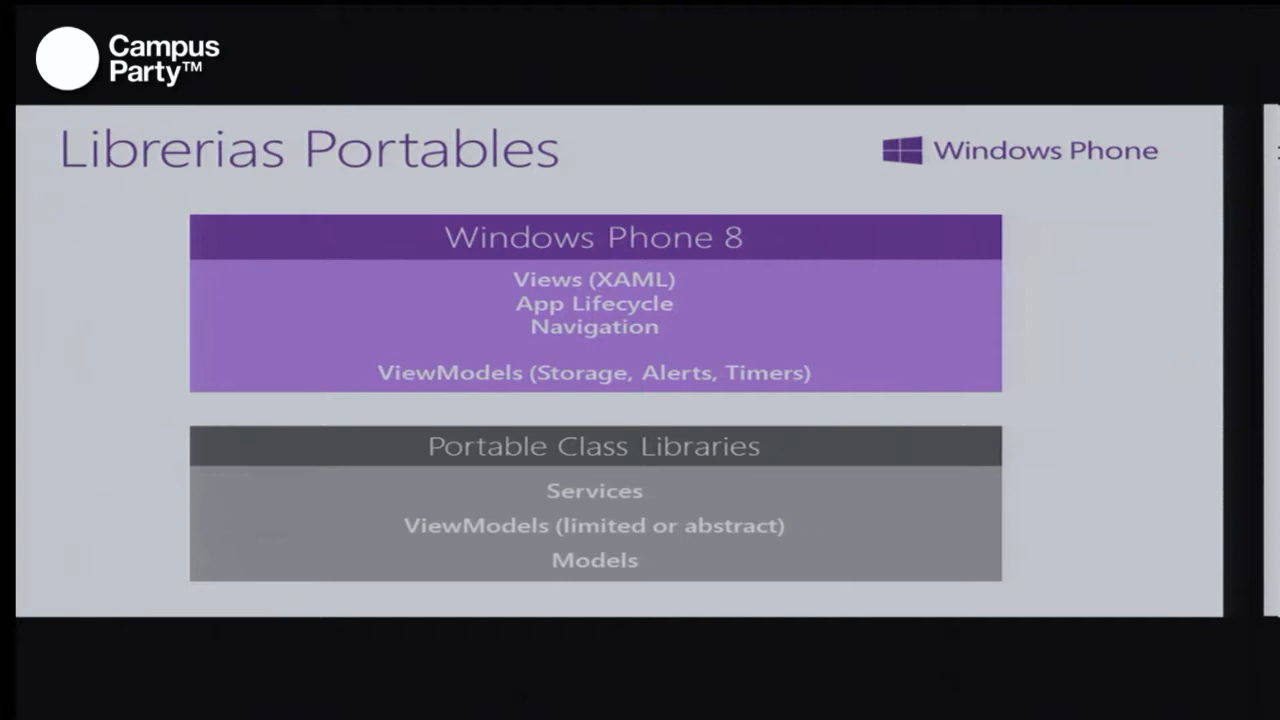 Campus
Party™
Librerias Portables
Windows Phone
Windows Phone 8
Views (XAML)
App Lifecycle
Navigation
ViewModels (Storage, Alerts, Timers)
Portable Class Libraries
Services
ViewModels (limited or abstract)
Models